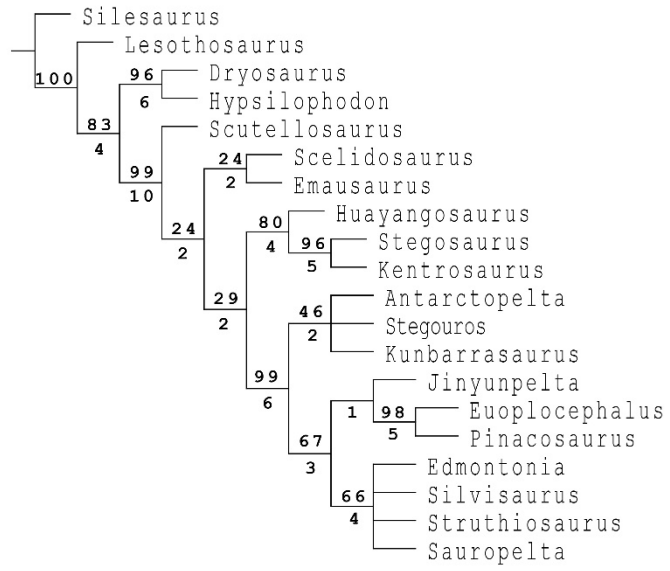 Silesaurus
Lesothosaurus
100
96 Dryosaurus
6 Hypsilophodon
83
4
Scutellosaurus
99
10
24 Scelidosaurus
2 Emausaurus
24
2
Huayangosaurus
80
4
96 Stegosaurus
5 Kentrosaurus
29
2
Antarctopelta
46
2
Stegouros
Kunbarrasaurus
99
6
Jinyunpelta
1
98 Euoplocephalus
5 Pinacosaurus
67
3
Edmontonia
66 Silvisaurus
4 Struthiosaurus
Sauropelta